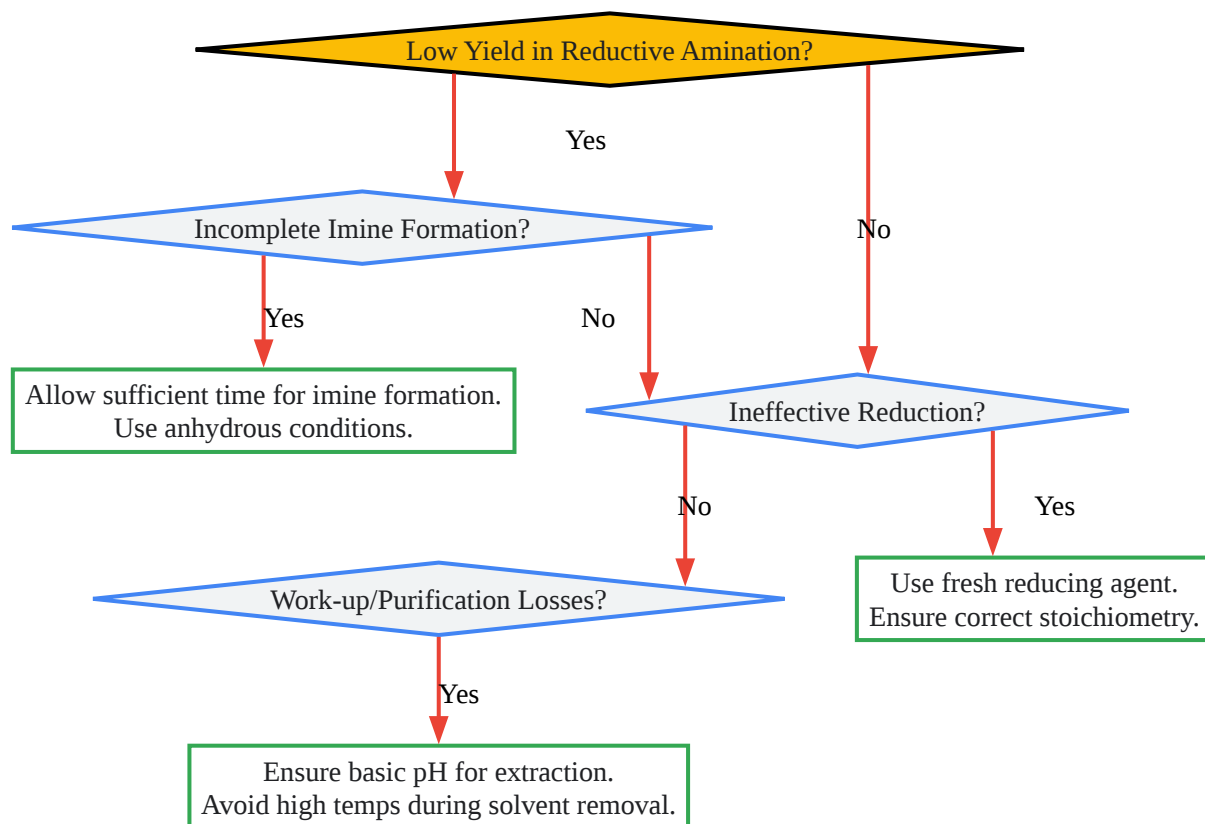 Low Yield in Reductive Amination?
Yes
Incomplete Imine Formation?
No
Yes
No
Allow sufficient time for imine formation.
Use anhydrous conditions.
Ineffective Reduction?
No
Yes
Use fresh reducing agent.
Ensure correct stoichiometry.
Work-up/Purification Losses?
Yes
Ensure basic pH for extraction.
Avoid high temps during solvent removal.